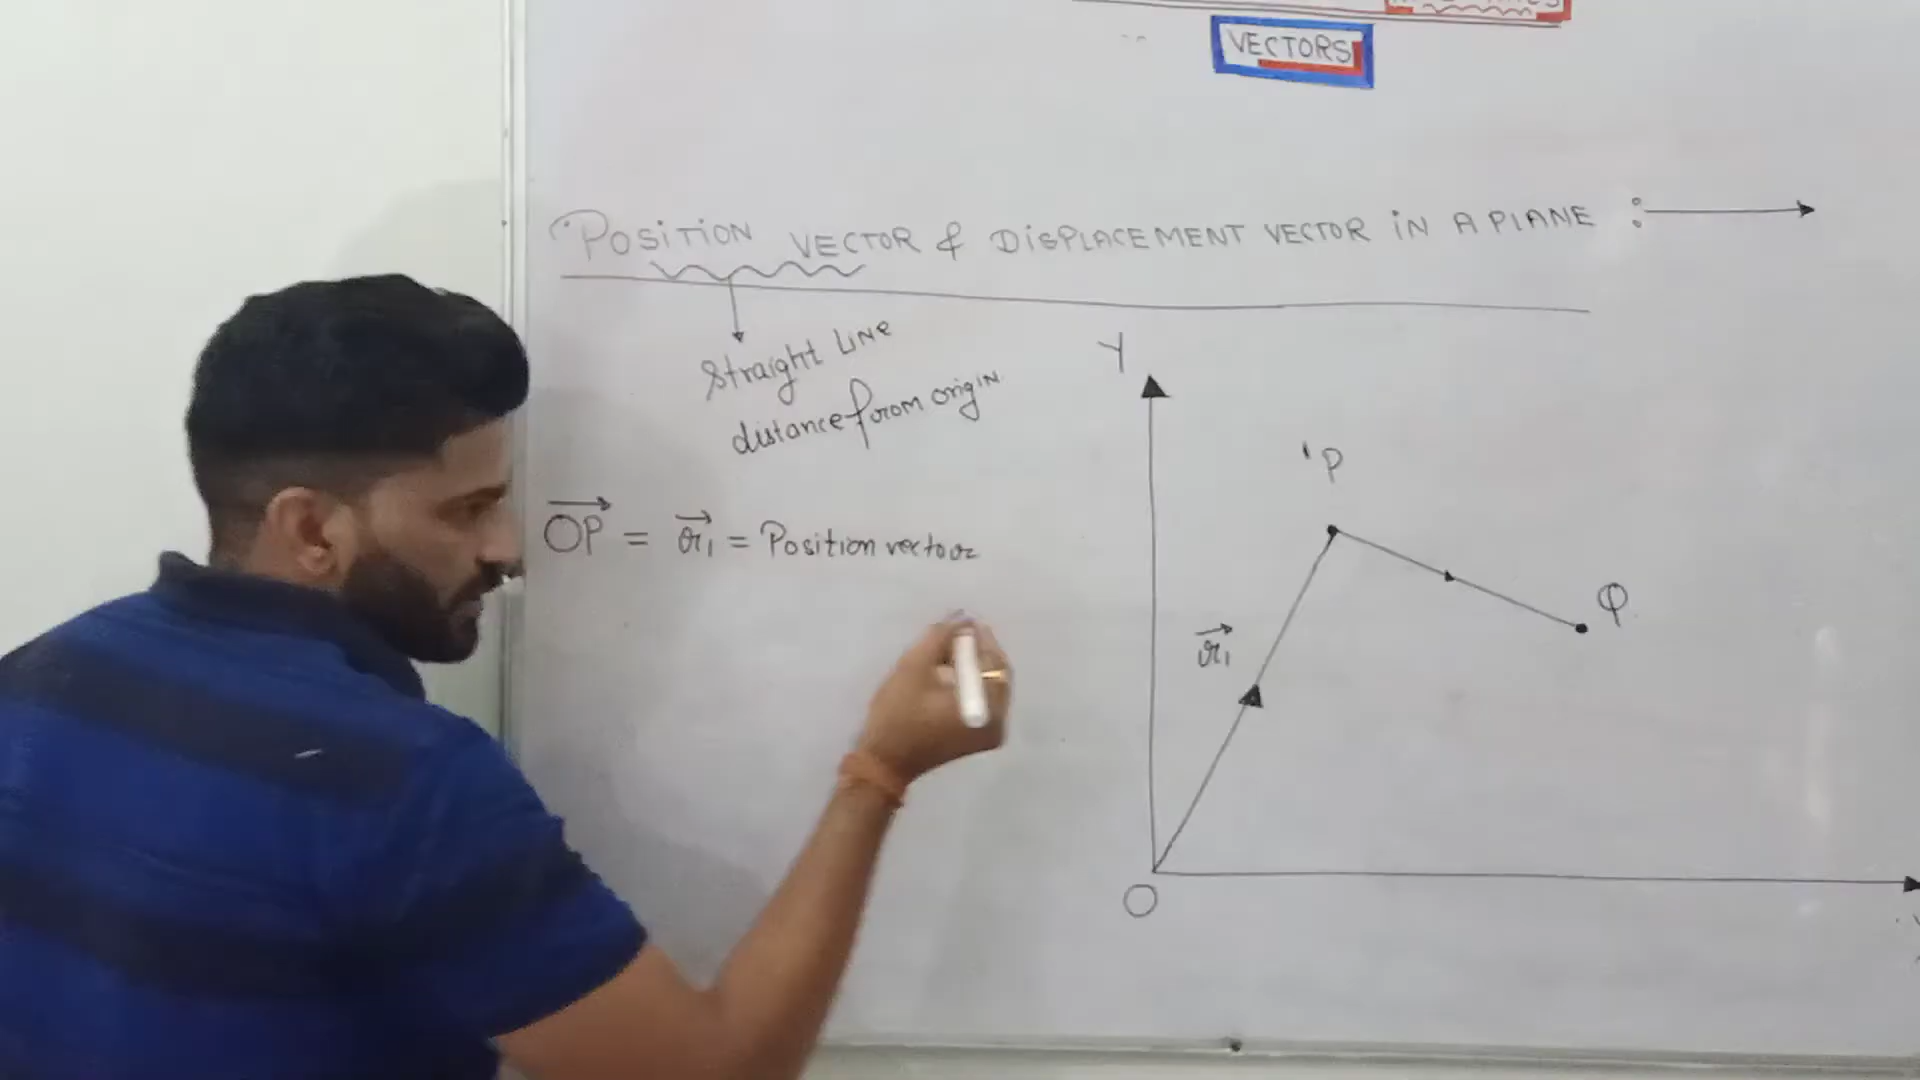 VECTORS
POSITION VECTOR & DISPLACEMENT VECTOR IN A PLANE :
Straight LINE
distance from origin
OP = r1 = Position vector
Y
P
Q
r1
O